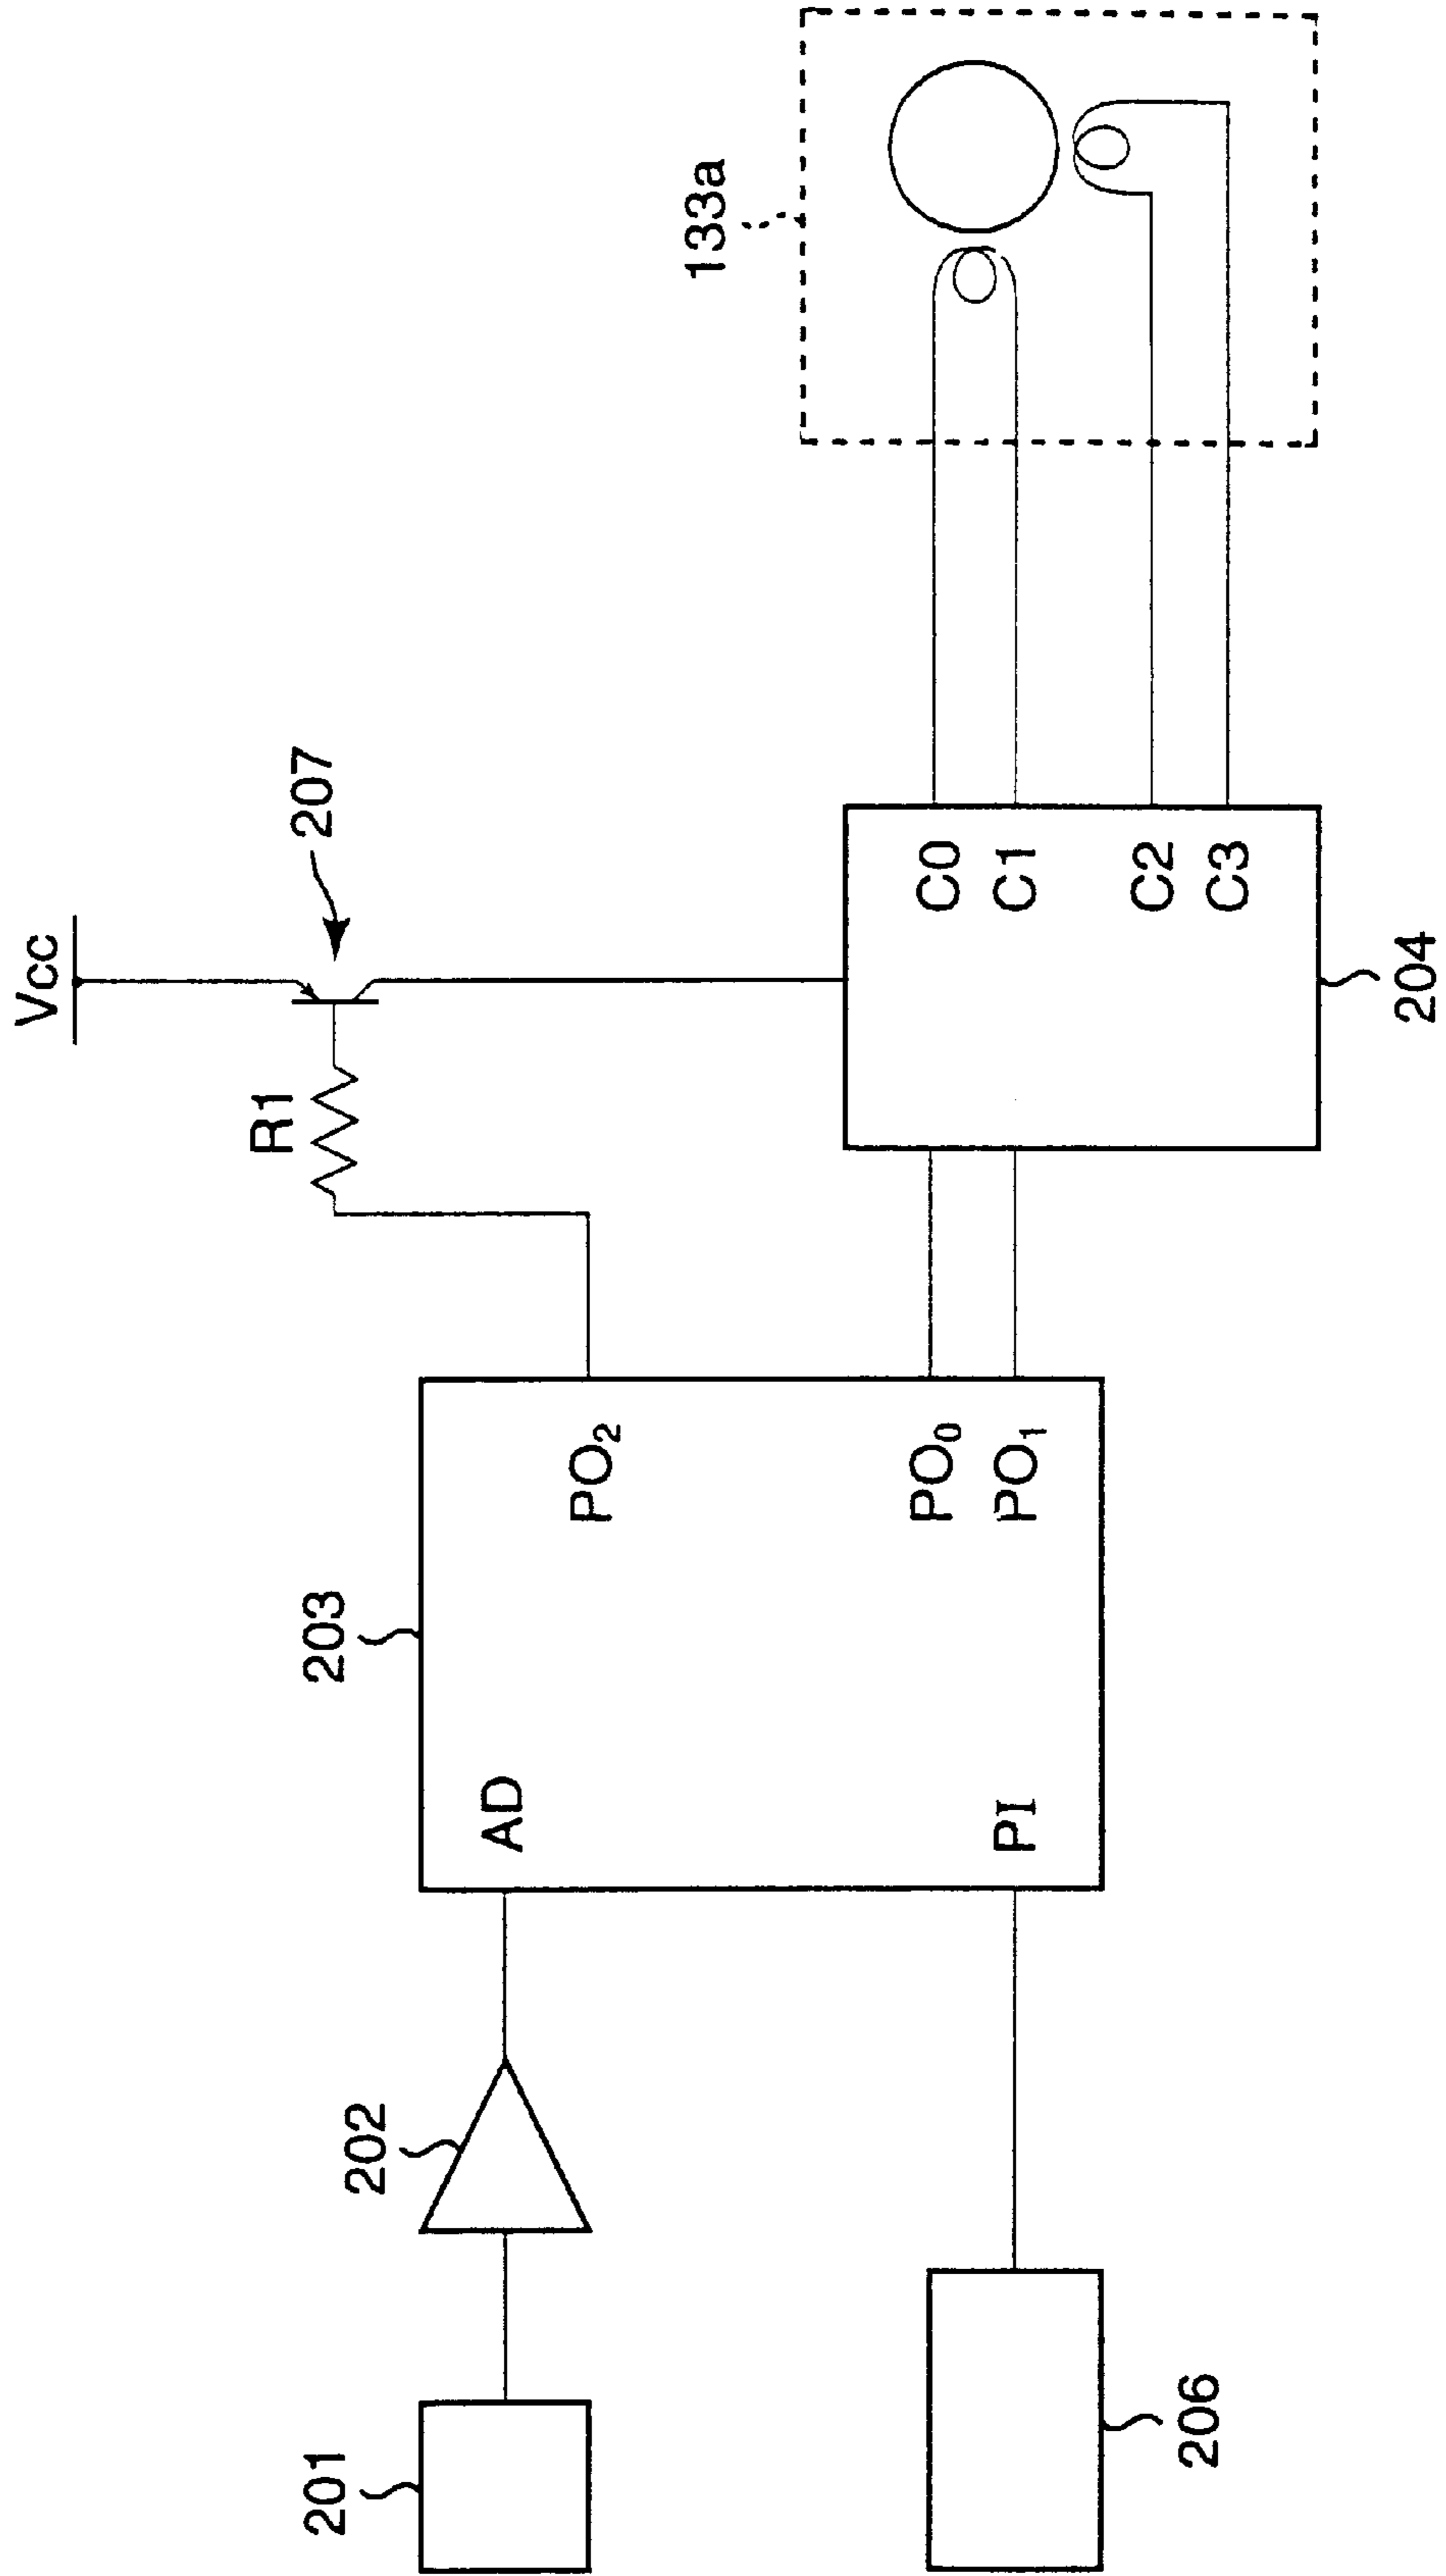 Vcc
207
R1
133a
203
AD
PO₂
PO₀
PO₁
PI
C0
C1
C2
C3
204
202
201
206